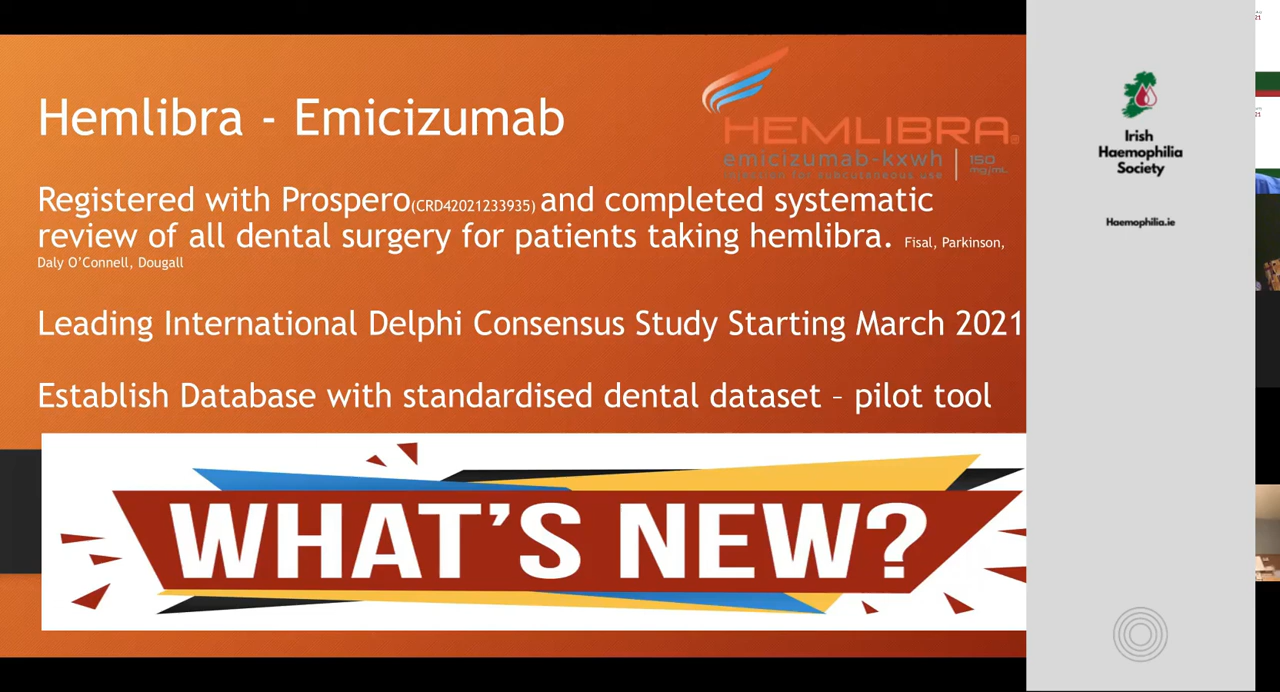 Hemlibra - Emicizumab
HEMLIBRA®
emicizumab-kxwh | 150 mg/mL
injection for subcutaneous use
Registered with Prospero(CRD42021233935) and completed systematic
review of all dental surgery for patients taking hemlibra. Fisal, Parkinson,
Daly O’Connell, Dougall
Leading International Delphi Consensus Study Starting March 2021
Establish Database with standardised dental dataset – pilot tool
WHAT’S NEW?
Irish
Haemophilia
Society
Haemophilia.ie
21
21